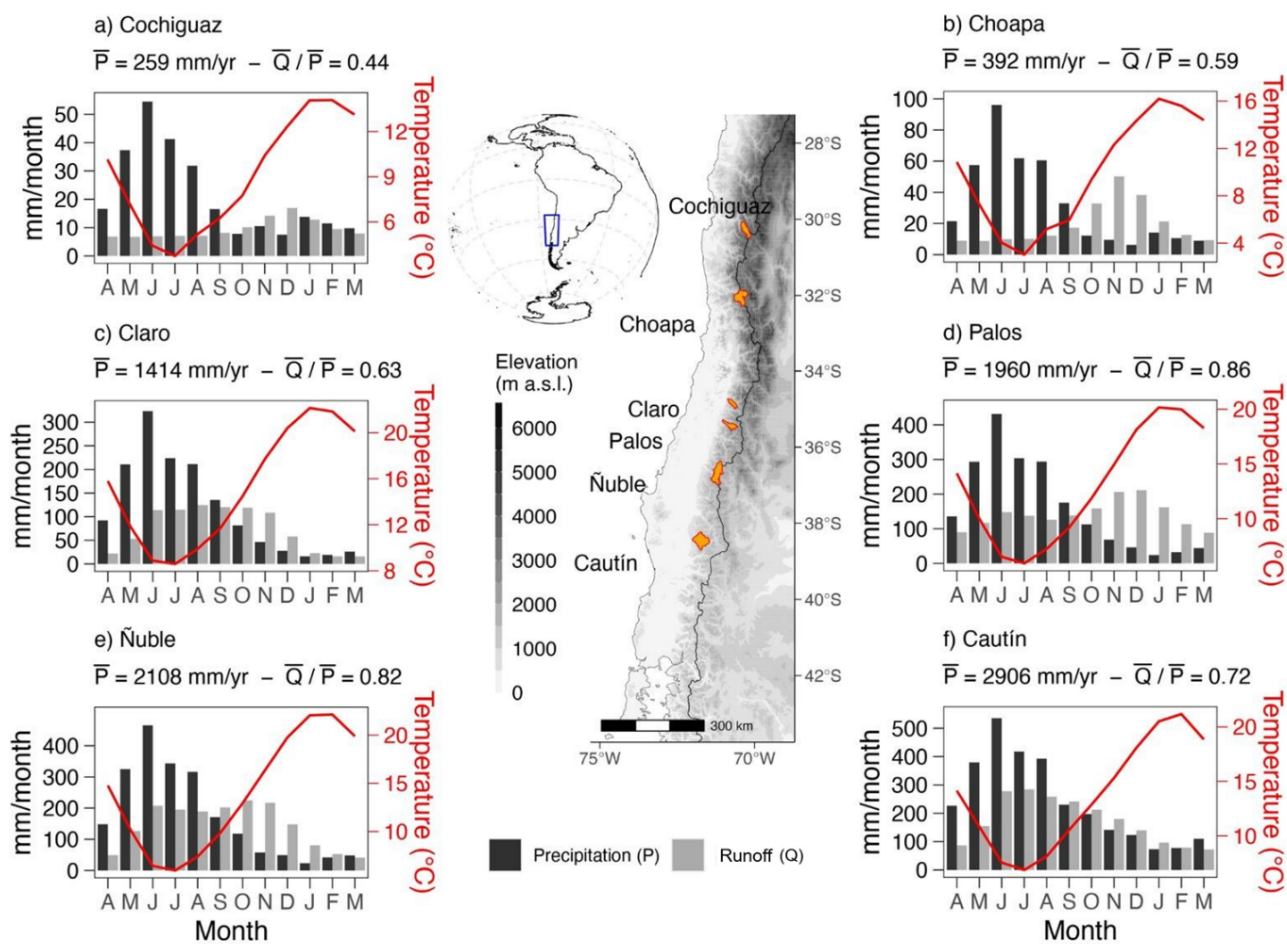 a) Cochiguaz
P̅ = 259 mm/yr − Q̅ / P̅ = 0.44
mm/month
50
40
30
20
10
0
Temperature (°C)
12
9
6
A M J J A S O N D J F M
b) Choapa
P̅ = 392 mm/yr − Q̅ / P̅ = 0.59
mm/month
100
80
60
40
20
0
Temperature (°C)
16
12
8
4
A M J J A S O N D J F M
c) Claro
P̅ = 1414 mm/yr − Q̅ / P̅ = 0.63
mm/month
300
250
200
150
100
50
0
Temperature (°C)
20
16
12
8
A M J J A S O N D J F M
d) Palos
P̅ = 1960 mm/yr − Q̅ / P̅ = 0.86
mm/month
400
300
200
100
0
Temperature (°C)
20
15
10
A M J J A S O N D J F M
e) Ñuble
P̅ = 2108 mm/yr − Q̅ / P̅ = 0.82
mm/month
400
300
200
100
0
Temperature (°C)
20
15
10
A M J J A S O N D J F M
Month
f) Cautín
P̅ = 2906 mm/yr − Q̅ / P̅ = 0.72
mm/month
500
400
300
200
100
0
Temperature (°C)
20
15
10
A M J J A S O N D J F M
Month
Cochiguaz
Choapa
Claro
Palos
Ñuble
Cautín
Elevation
(m a.s.l.)
6000
5000
4000
3000
2000
1000
0
28°S
30°S
32°S
34°S
36°S
38°S
40°S
42°S
300 km
75°W
70°W
Precipitation (P)
Runoff (Q)